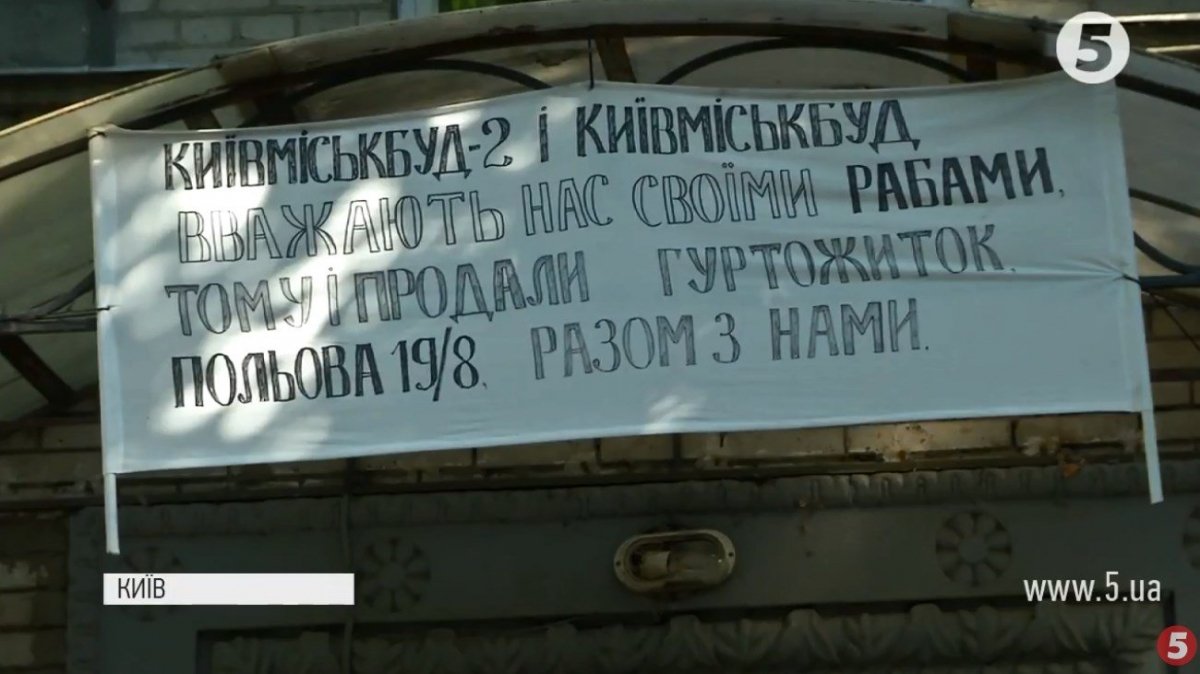 5
КИЇВМІСЬКБУД-2 І КИЇВМІСЬКБУД
ВВАЖАЮТЬ НАС СВОЇМИ РАБАМИ,
ТОМУ І ПРОДАЛИ ГУРТОЖИТОК.
ПОЛЬОВА 19/8. РАЗОМ З НАМИ.
КИЇВ
www.5.ua
5